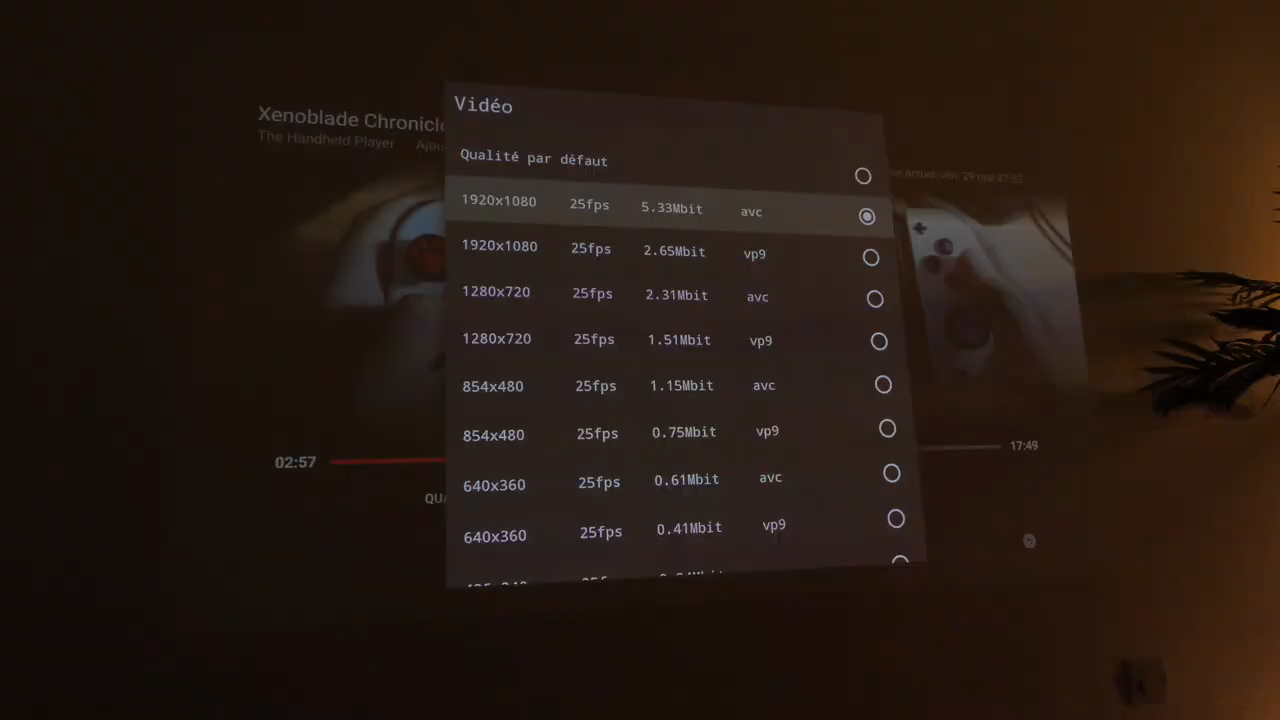 Vidéo
Xenoblade Chronicle
The Handheld Player Ajou
Qualité par défaut
1920x1080 25fps 5.33Mbit avc
1920x1080 25fps 2.65Mbit vp9
1280x720 25fps 2.31Mbit avc
1280x720 25fps 1.51Mbit vp9
854x480 25fps 1.15Mbit avc
854x480 25fps 0.75Mbit vp9
02:57 17:49
640x360 25fps 0.61Mbit avc
QUA
640x360 25fps 0.41Mbit vp9